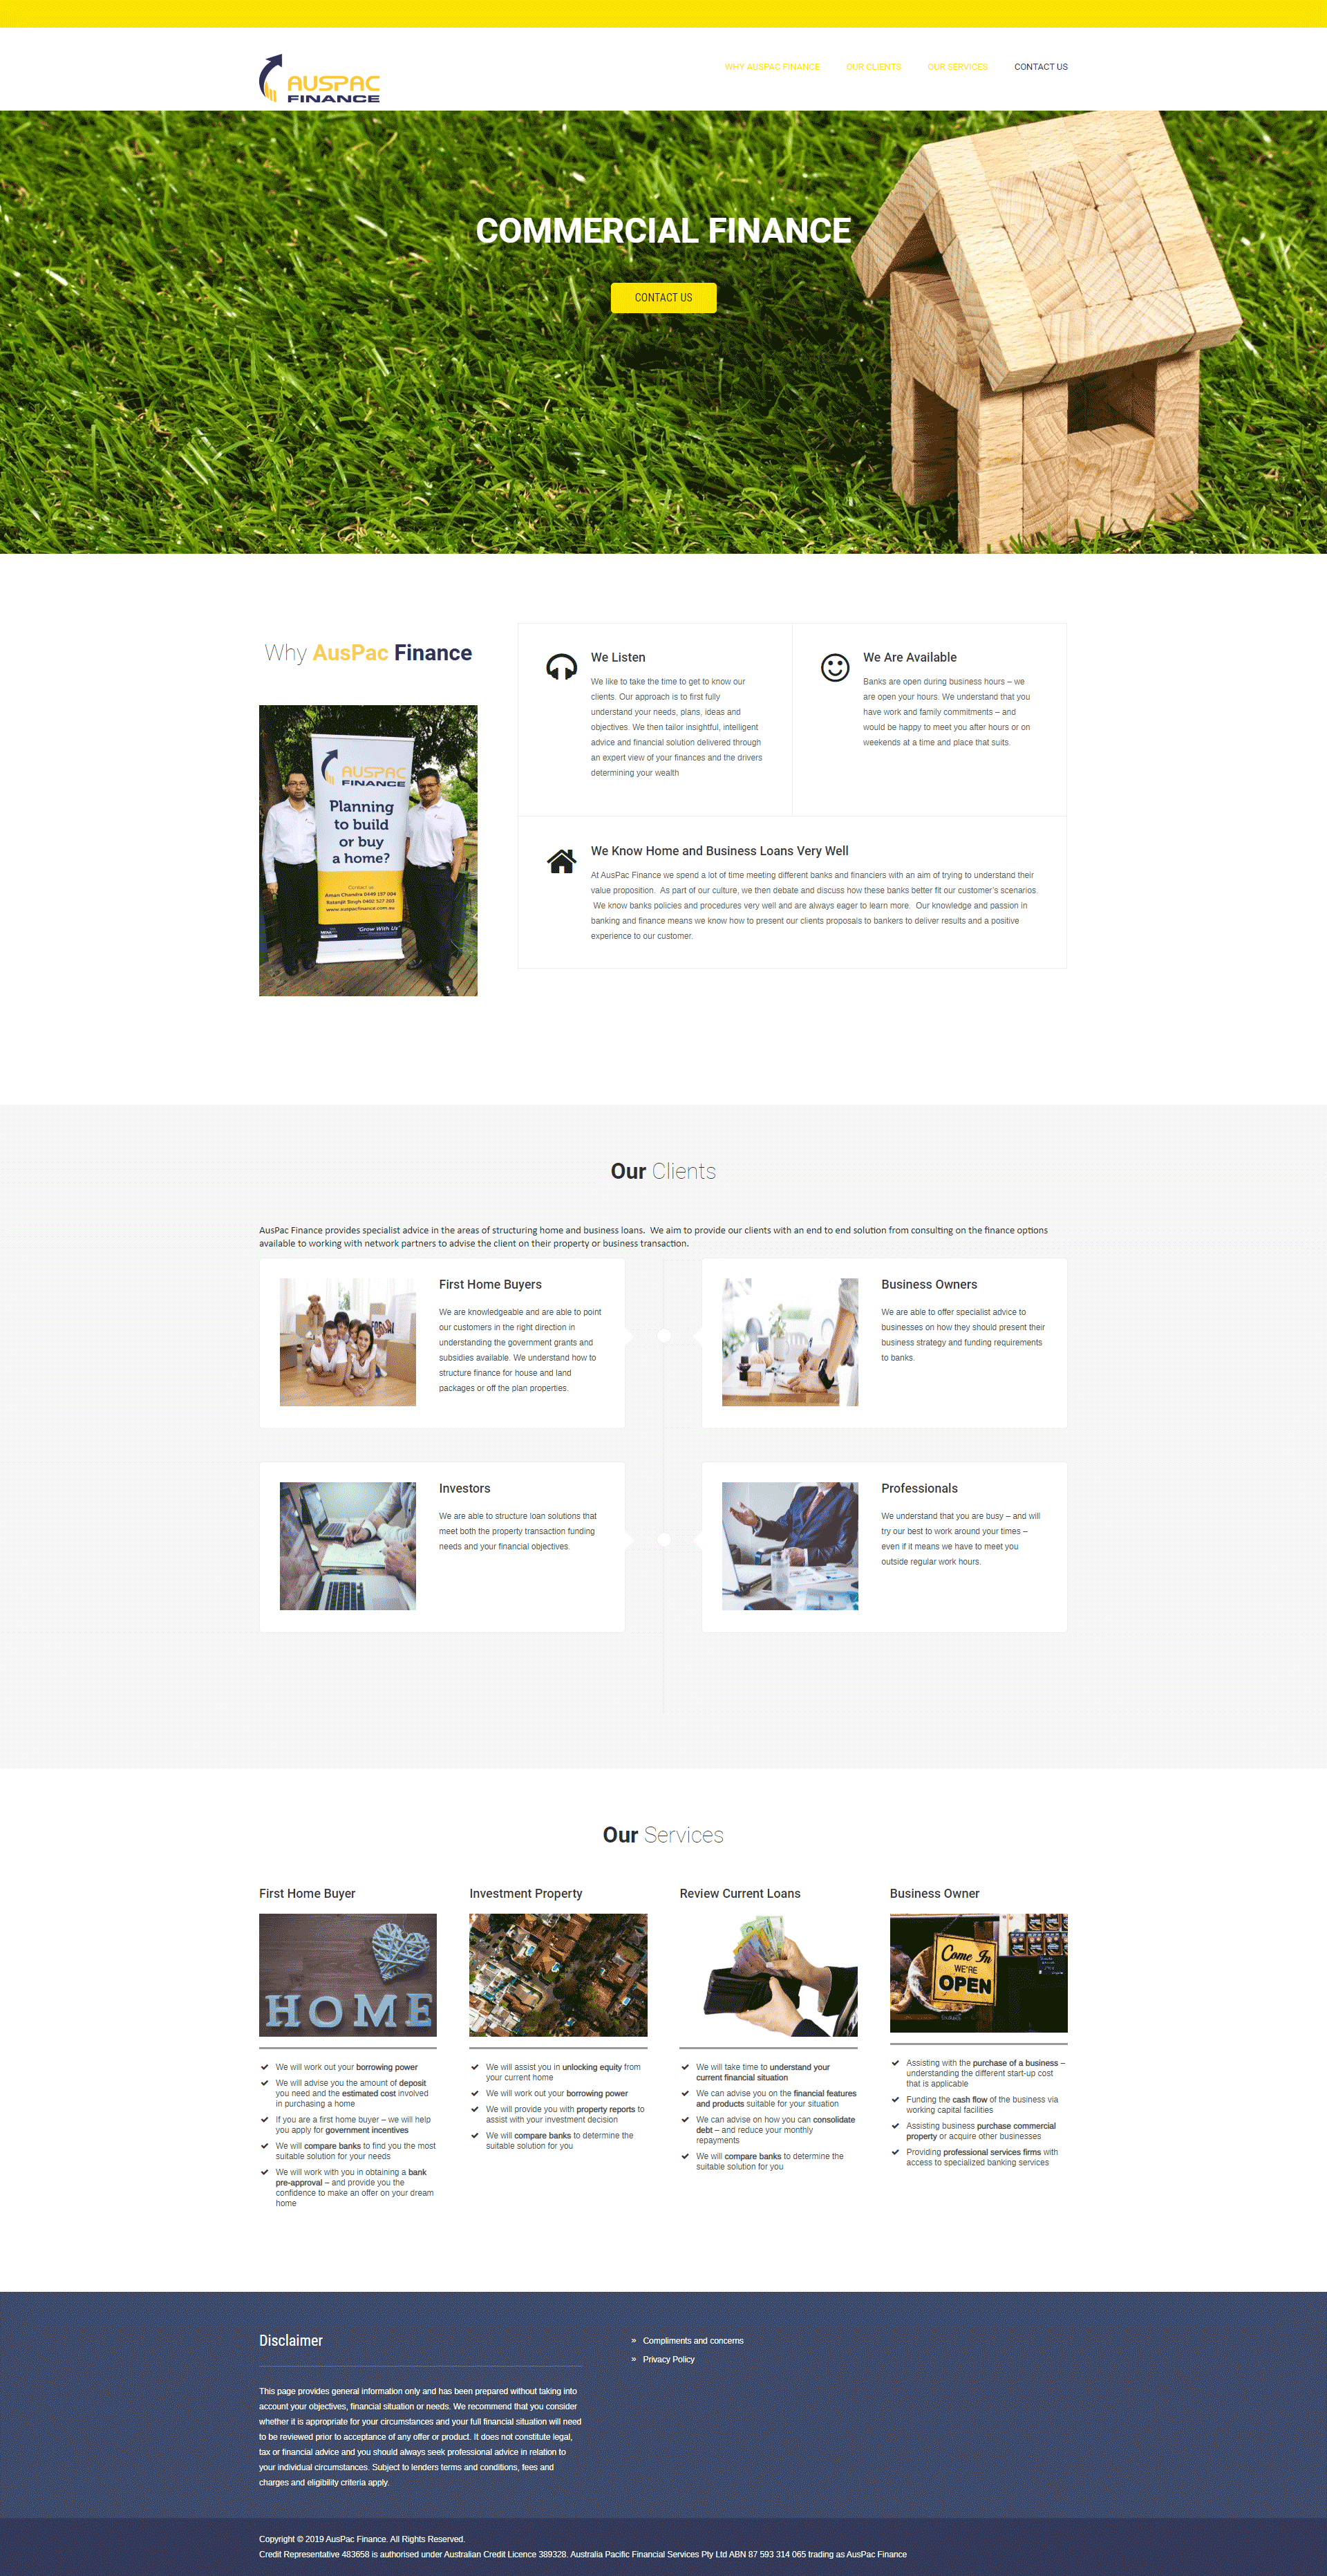 AUSPAC
FINANCE
WHY AUSPAC FINANCE
OUR CLIENTS
OUR SERVICES
CONTACT US
COMMERCIAL FINANCE
CONTACT US
Why AusPac Finance
AUSPAC
FINANCE
Planning
to build
or buy
a home?
Contact us
Aman Chandra 0449 197 004
Ratanjit Singh 0402 527 203
www.auspacfinance.com.au
"Grow With Us"
We Listen
We like to take the time to get to know our
clients. Our approach is to first fully
understand your needs, plans, ideas and
objectives. We then tailor insightful, intelligent
advice and financial solution delivered through
an expert view of your finances and the drivers
determining your wealth
We Are Available
Banks are open during business hours – we
are open your hours. We understand that you
have work and family commitments – and
would be happy to meet you after hours or on
weekends at a time and place that suits.
We Know Home and Business Loans Very Well
At AusPac Finance we spend a lot of time meeting different banks and financiers with an aim of trying to understand their
value proposition.  As part of our culture, we then debate and discuss how these banks better fit our customer's scenarios.
We know banks policies and procedures very well and are always eager to learn more.  Our knowledge and passion in
banking and finance means we know how to present our clients proposals to bankers to deliver results and a positive
experience to our customer.
Our Clients
AusPac Finance provides specialist advice in the areas of structuring home and business loans.  We aim to provide our clients with an end to end solution from consulting on the finance options
available to working with network partners to advise the client on their property or business transaction.
First Home Buyers
We are knowledgeable and are able to point
our customers in the right direction in
understanding the government grants and
subsidies available. We understand how to
structure finance for house and land
packages or off the plan properties.
Business Owners
We are able to offer specialist advice to
businesses on how they should present their
business strategy and funding requirements
to banks.
Investors
We are able to structure loan solutions that
meet both the property transaction funding
needs and your financial objectives.
Professionals
We understand that you are busy – and will
try our best to work around your times –
even if it means we have to meet you
outside regular work hours.
Our Services
First Home Buyer
HOME
We will work out your borrowing power
We will advise you the amount of deposit
you need and the estimated cost involved
in purchasing a home
If you are a first home buyer – we will help
you apply for government incentives
We will compare banks to find you the most
suitable solution for your needs
We will work with you in obtaining a bank
pre-approval – and provide you the
confidence to make an offer on your dream
home
Investment Property
We will assist you in unlocking equity from
your current home
We will work out your borrowing power
We will provide you with property reports to
assist with your investment decision
We will compare banks to determine the
suitable solution for you
Review Current Loans
We will take time to understand your
current financial situation
We can advise you on the financial features
and products suitable for your situation
We can advise on how you can consolidate
debt – and reduce your monthly
repayments
We will compare banks to determine the
suitable solution for you
Business Owner
Come In
WE'RE
OPEN
Assisting with the purchase of a business –
understanding the different start-up cost
that is applicable
Funding the cash flow of the business via
working capital facilities
Assisting business purchase commercial
property or acquire other businesses
Providing professional services firms with
access to specialized banking services
Disclaimer
This page provides general information only and has been prepared without taking into
account your objectives, financial situation or needs. We recommend that you consider
whether it is appropriate for your circumstances and your full financial situation will need
to be reviewed prior to acceptance of any offer or product. It does not constitute legal,
tax or financial advice and you should always seek professional advice in relation to
your individual circumstances. Subject to lenders terms and conditions, fees and
charges and eligibility criteria apply.
» Compliments and concerns
» Privacy Policy
Copyright © 2019 AusPac Finance. All Rights Reserved.
Credit Representative 483658 is authorised under Australian Credit Licence 389328. Australia Pacific Financial Services Pty Ltd ABN 87 593 314 065 trading as AusPac Finance